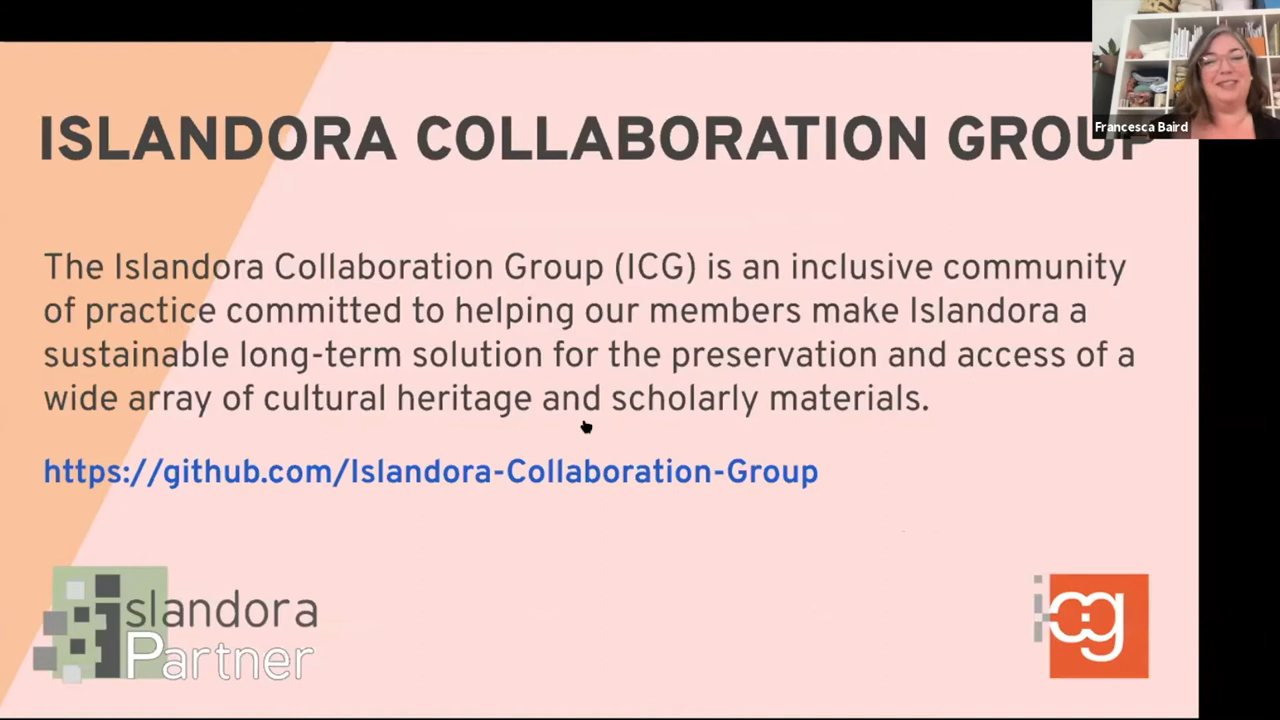 ISLANDORA COLLABORATION GROUP
Francesca Baird
The Islandora Collaboration Group (ICG) is an inclusive community
of practice committed to helping our members make Islandora a
sustainable long-term solution for the preservation and access of a
wide array of cultural heritage and scholarly materials.
https://github.com/Islandora-Collaboration-Group
islandora
Partner
icg